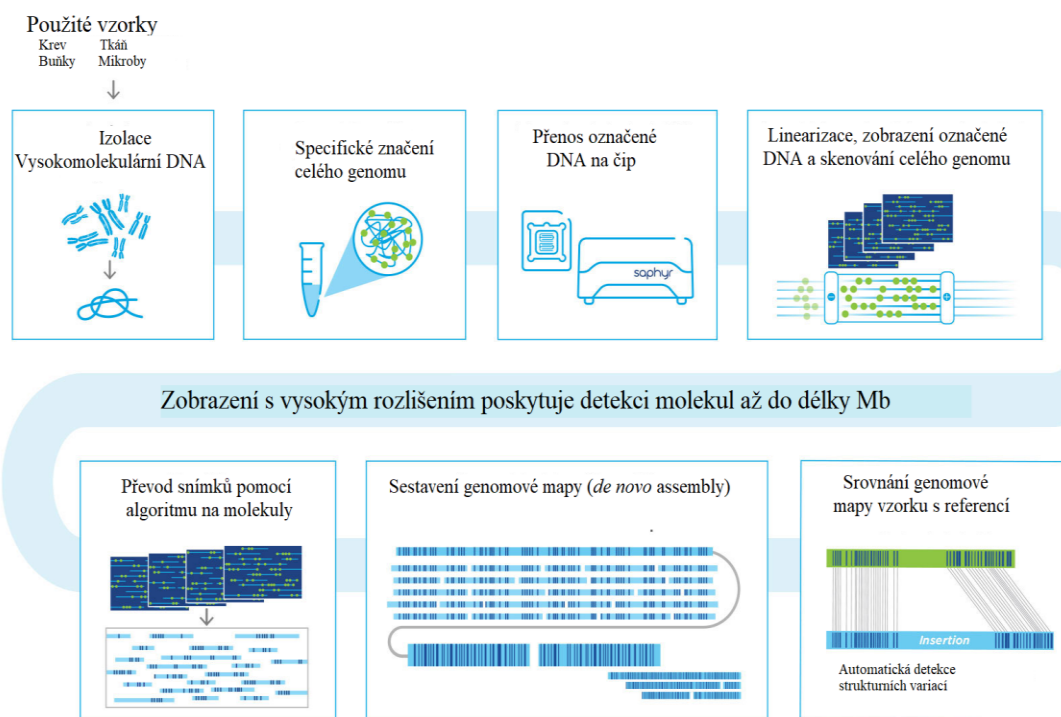 Použité vzorky
Krev Tkáň
Buňky Mikroby
Izolace
Vysokomolekulární DNA
Specifické značení
celého genomu
Přenos označené
DNA na čip
saphyr
Linearizace, zobrazení označené
DNA a skenování celého genomu
Zobrazení s vysokým rozlišením poskytuje detekci molekul až do délky Mb
Převod snímků pomocí
algoritmu na molekuly
Sestavení genomové mapy (de novo assembly)
Srovnání genomové
mapy vzorku s referencí
Insertion
Automatická detekce
strukturních variací